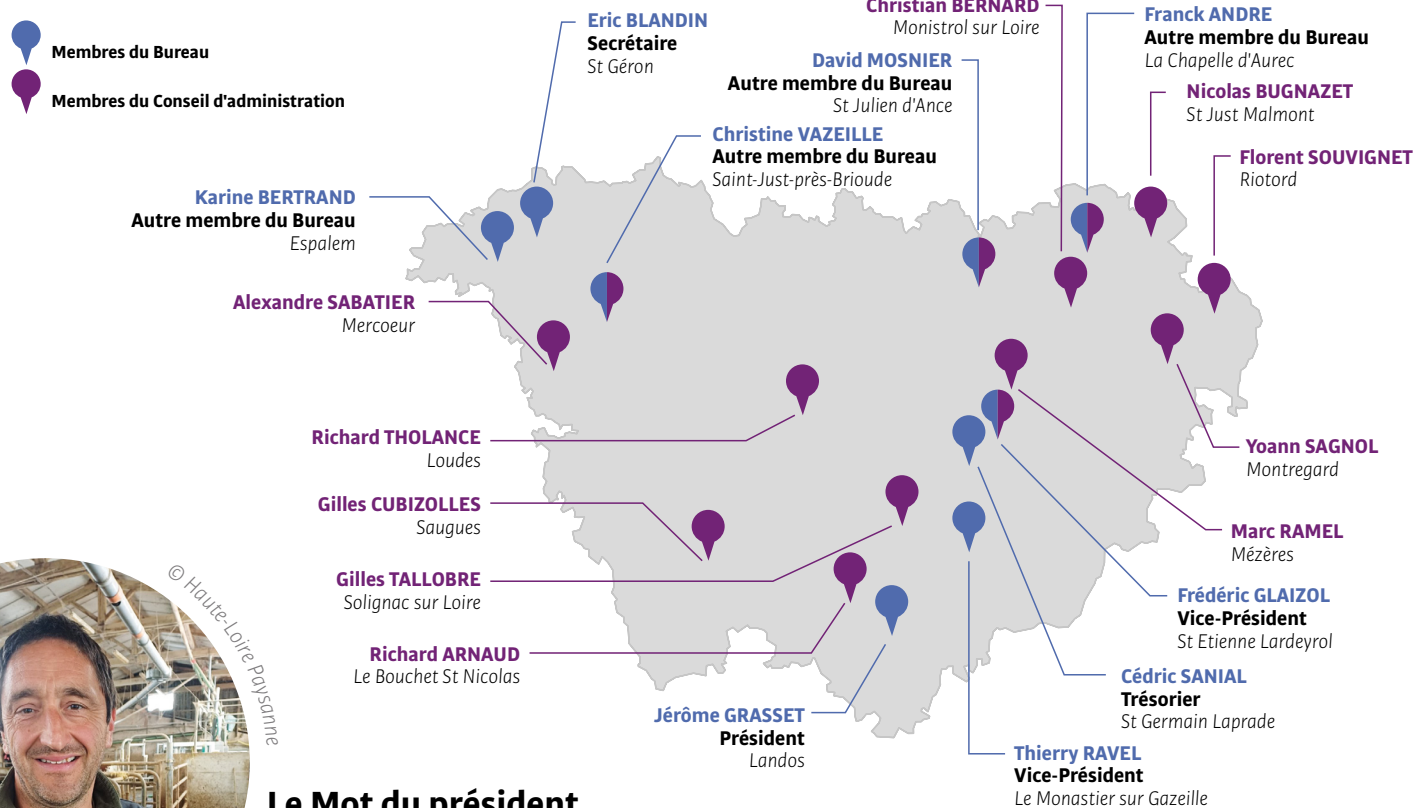 Membres du Bureau
Membres du Conseil d'administration
Eric BLANDIN
Secrétaire
St Géron
Christian BERNARD
Monistrol sur Loire
Franck ANDRE
Autre membre du Bureau
La Chapelle d'Aurec
David MOSNIER
Autre membre du Bureau
St Julien d'Ance
Nicolas BUGNAZET
St Just Malmont
Christine VAZEILLE
Autre membre du Bureau
Saint-Just-près-Brioude
Florent SOUVIGNET
Riotord
Karine BERTRAND
Autre membre du Bureau
Espalem
Alexandre SABATIER
Mercoeur
Richard THOLANCE
Loudes
Yoann SAGNOL
Montregard
Gilles CUBIZOLLES
Saugues
Marc RAMEL
Mézères
Gilles TALLOBRE
Solignac sur Loire
Frédéric GLAIZOL
Vice-Président
St Etienne Lardeyrol
Richard ARNAUD
Le Bouchet St Nicolas
Cédric SANIAL
Trésorier
St Germain Laprade
Jérôme GRASSET
Président
Landos
Thierry RAVEL
Vice-Président
Le Monastier sur Gazeille
© Haute-Loire Paysanne
Le Mot du président